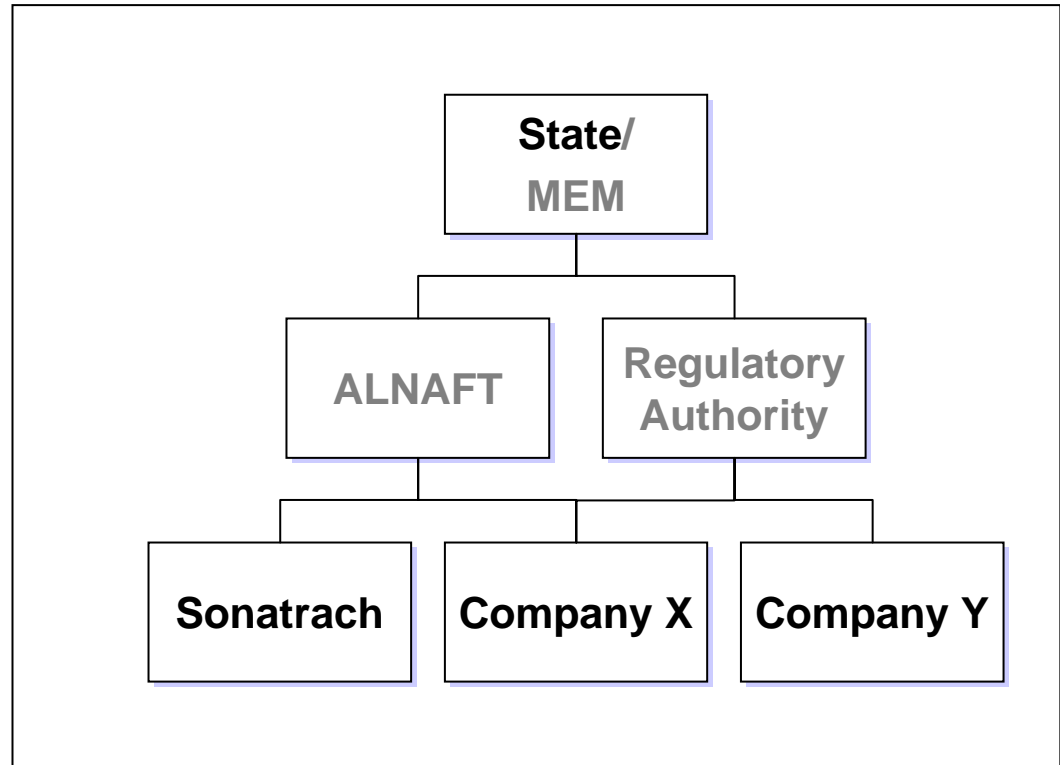 State/
MEM
ALNAFT
Regulatory
Authority
Sonatrach
Company X
Company Y